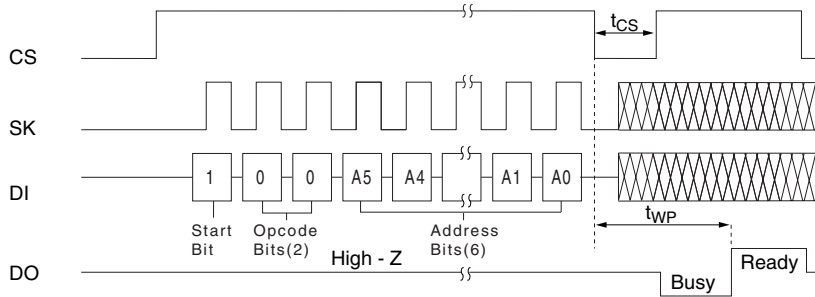 CS
tCS
SK
DI
1 0 0 A5 A4 A1 A0
Start Bit
Opcode Bits(2)
Address Bits(6)
tWP
High - Z
DO
Busy
Ready